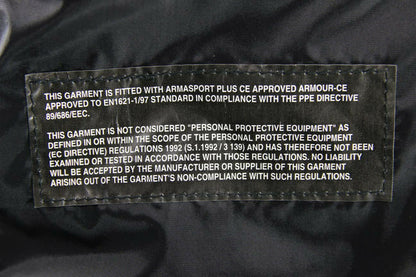 THIS GARMENT IS FITTED WITH ARMASPORT PLUS CE APPROVED ARMOUR-CE
APPROVED TO EN1621-1/97 STANDARD IN COMPLIANCE WITH THE PPE DIRECTIVE
89/686/EEC.
THIS GARMENT IS NOT CONSIDERED "PERSONAL PROTECTIVE EQUIPMENT" AS
DEFINED IN OR WITHIN THE SCOPE OF THE PERSONAL PROTECTIVE EQUIPMENT
(EC DIRECTIVE) REGULATIONS 1992 (S.1.1992 / 3 139) AND HAS THEREFORE NOT BEEN
EXAMINED OR TESTED IN ACCORDANCE WITH THOSE REGULATIONS. NO LIABILITY
WILL BE ACCEPTED BY THE MANUFACTURER OR SUPPLIER OF THIS GARMENT
ARISING OUT OF THE GARMENT'S NON-COMPLIANCE WITH SUCH REGULATIONS.